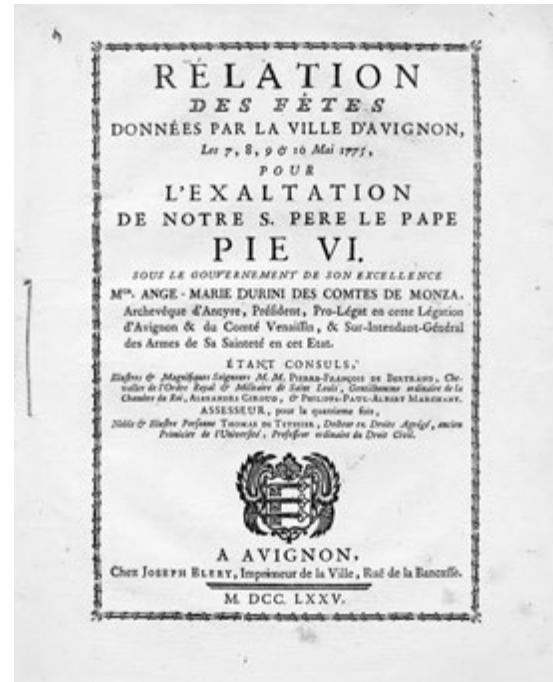 RÉLATION
DES FÊTES
DONNÉES PAR LA VILLE D'AVIGNON,
Les 7, 8, 9 & 10 Mai 1775,
POUR
L'EXALTATION
DE NOTRE S. PERE LE PAPE
PIE VI.
SOUS LE GOUVERNEMENT DE SON EXCELLENCE
MGR. ANGE-MARIE DURINI DES COMTES DE MONZA,
Archevêque d'Ancyre, Président, Pro-Légat en cette Légation
d'Avignon & du Comté Venaissin, & Sur-Intendant-Général
des Armes de Sa Sainteté en cet Etat.
ÉTANT CONSULS,
Illustres & Magnifiques Seigneurs M. M. PIERRE-FRANÇOIS DE BERTRAND, Che-
valier de l'Ordre Royal & Militaire de Saint Louis, Gentilhomme ordinaire de la
Chambre du Roi, ALEXANDRE GIROUD, & PHILIPPE-PAUL-ALBERT
ASSESSEUR, pour la quatrieme fois,
Noble & Illustre Personne THOMAS DE TEYSSIER, Docteur ez Droits Agrégé, ancien
Primicier de l'Université, Professeur ordinaire du Droit Civil.
A AVIGNON,
Chez JOSEPH BLERY, Imprimeur de la Ville, Ruë de la Bancasse.
M. DCC. LXXV.